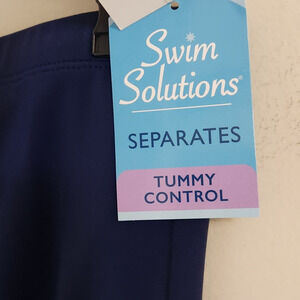 Swim
Solutions®
SEPARATES
TUMMY
CONTROL